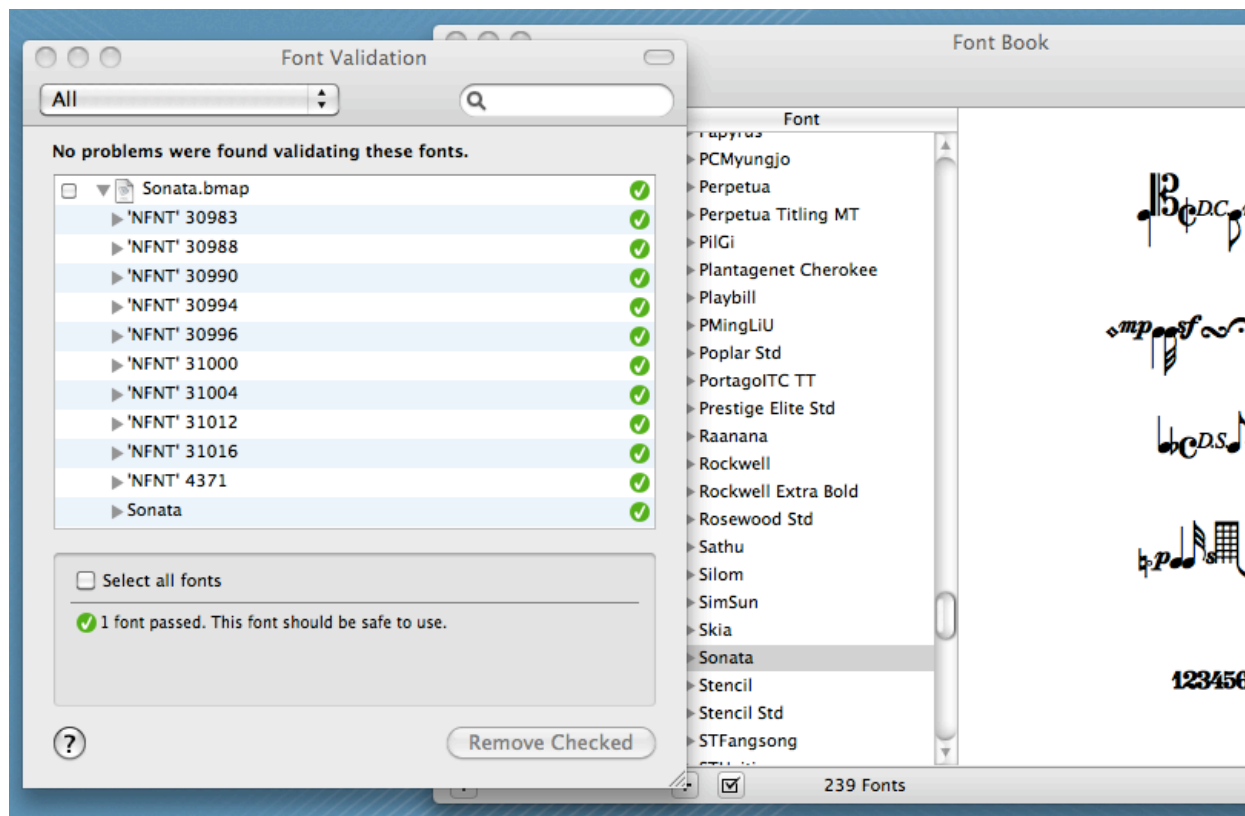 Font Validation
All
No problems were found validating these fonts.
Sonata.bmap
'NFNT' 30983
'NFNT' 30988
'NFNT' 30990
'NFNT' 30994
'NFNT' 30996
'NFNT' 31000
'NFNT' 31004
'NFNT' 31012
'NFNT' 31016
'NFNT' 4371
Sonata
Select all fonts
1 font passed. This font should be safe to use.
?
Remove Checked
Font Book
Font
Papyrus
PCMyungjo
Perpetua
Perpetua Titling MT
PilGi
Plantagenet Cherokee
Playbill
PMingLiU
Poplar Std
PortagoITC TT
Prestige Elite Std
Raanana
Rockwell
Rockwell Extra Bold
Rosewood Std
Sathu
Silom
SimSun
Skia
Sonata
Stencil
Stencil Std
STFangsong
239 Fonts
D.C.
mp sf
D.S.
p s
123456